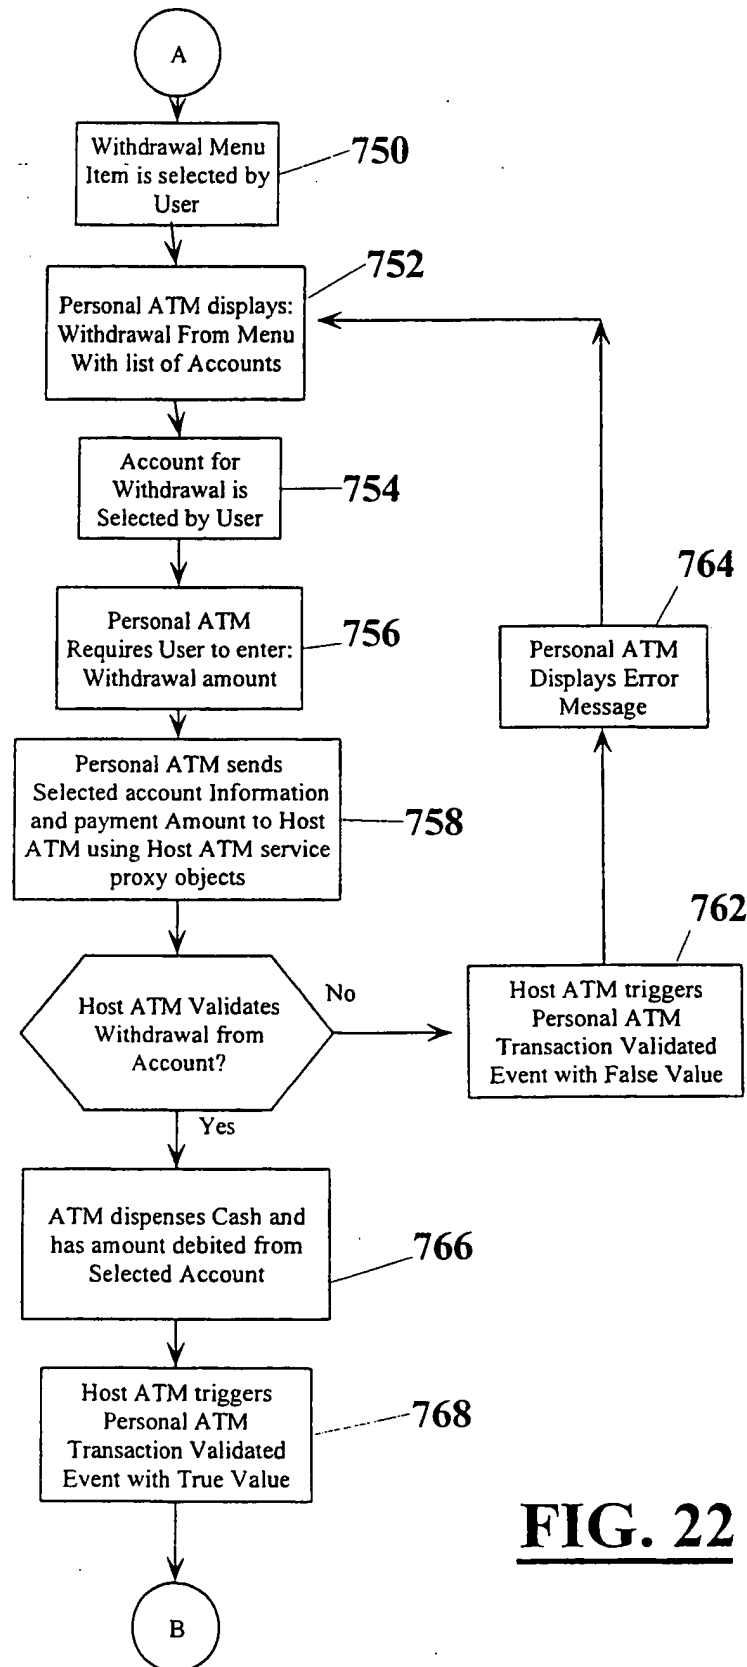 A
Withdrawal Menu
Item is selected by
User
750
Personal ATM displays:
Withdrawal From Menu
With list of Accounts
752
Account for
Withdrawal is
Selected by User
754
Personal ATM
Requires User to enter:
Withdrawal amount
756
Personal ATM sends
Selected account Information
and payment Amount to Host
ATM using Host ATM service
proxy objects
758
Host ATM Validates
Withdrawal from
Account?
No
Yes
Host ATM triggers
Personal ATM
Transaction Validated
Event with False Value
762
Personal ATM
Displays Error
Message
764
ATM dispenses Cash and
has amount debited from
Selected Account
766
Host ATM triggers
Personal ATM
Transaction Validated
Event with True Value
768
B
FIG. 22